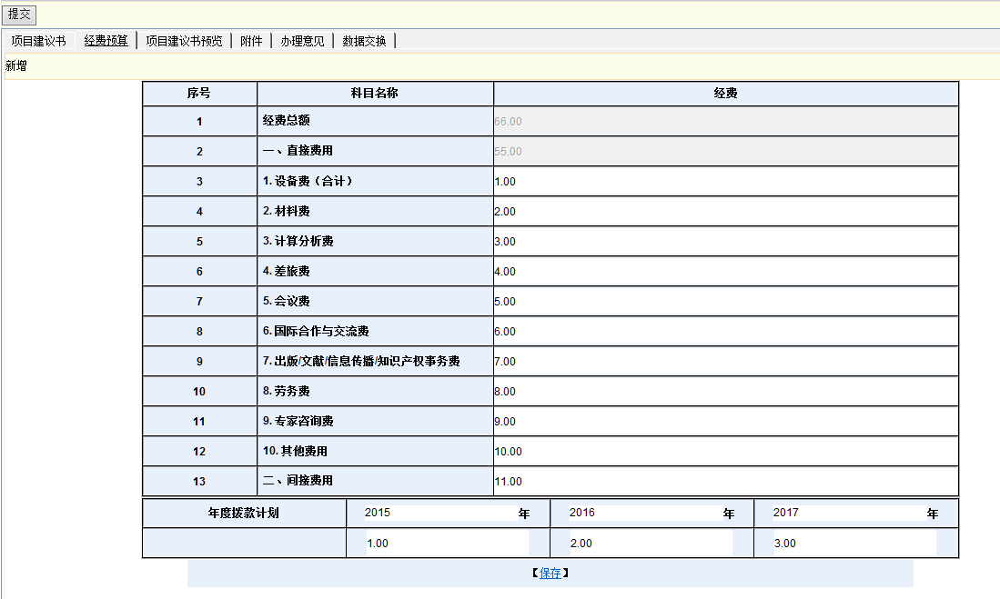 提交
项目建议书 经费预算 项目建议书预览 附件 办理意见 数据交换
新增
序号 科目名称 经费
1 经费总额 66.00
2 一、直接费用 55.00
3 1.设备费（合计） 1.00
4 2.材料费 2.00
5 3.计算分析费 3.00
6 4.差旅费 4.00
7 5.会议费 5.00
8 6.国际合作与交流费 6.00
9 7.出版/文献/信息传播/知识产权事务费 7.00
10 8.劳务费 8.00
11 9.专家咨询费 9.00
12 10.其他费用 10.00
13 二、间接费用 11.00
年度拨款计划 2015 年 2016 年 2017 年
1.00 2.00 3.00
【保存】